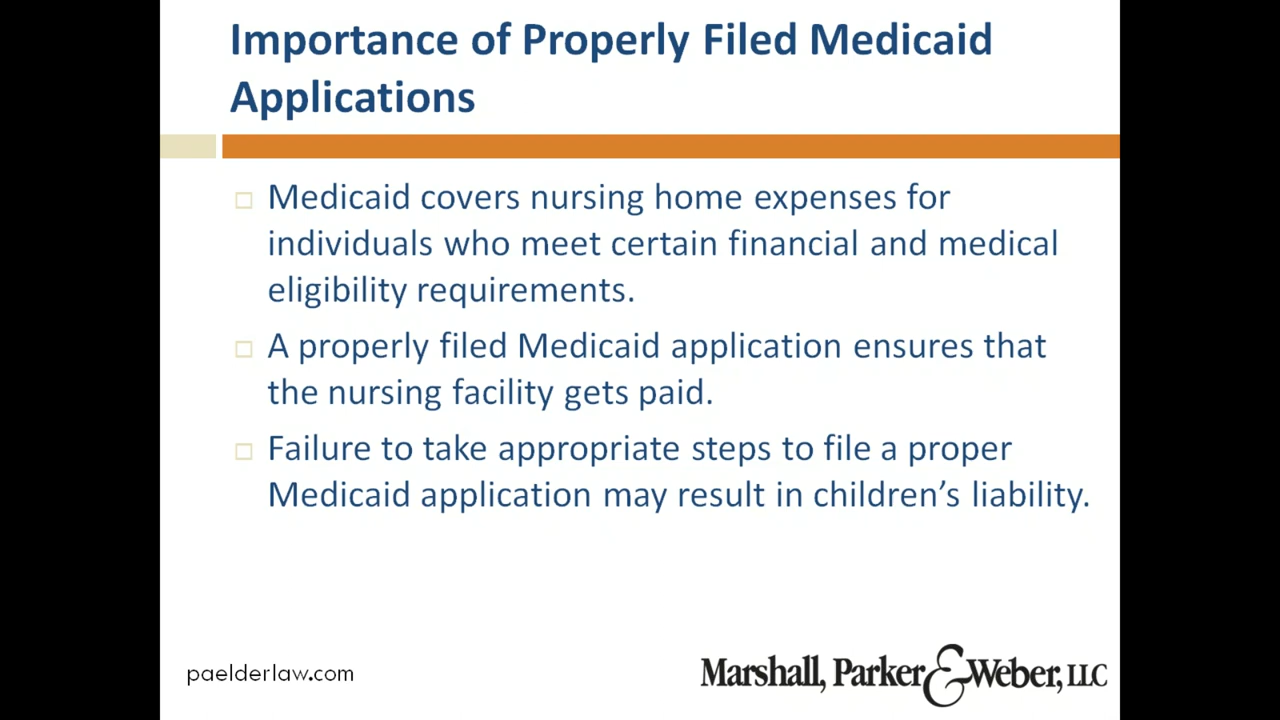 Importance of Properly Filed Medicaid
Applications
Medicaid covers nursing home expenses for
individuals who meet certain financial and medical
eligibility requirements.
A properly filed Medicaid application ensures that
the nursing facility gets paid.
Failure to take appropriate steps to file a proper
Medicaid application may result in children’s liability.
paelderlaw.com
Marshall, Parker & Weber, LLC